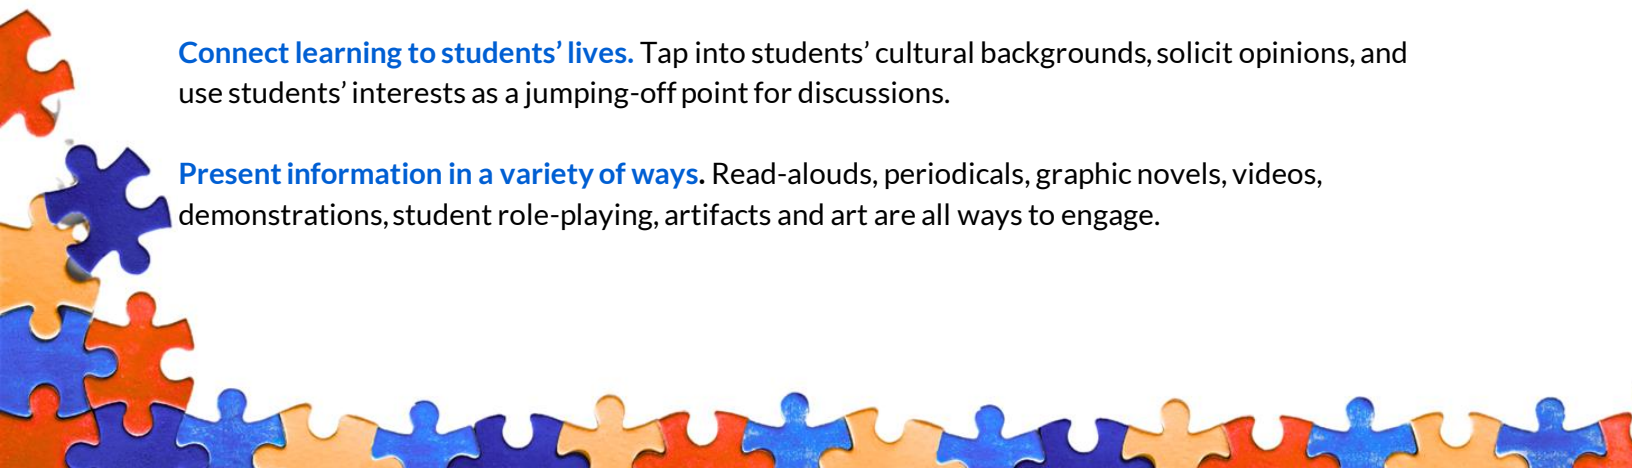 Connect learning to students’ lives. Tap into students’ cultural backgrounds, solicit opinions, and
use students’ interests as a jumping-off point for discussions.
Present information in a variety of ways. Read-alouds, periodicals, graphic novels, videos,
demonstrations, student role-playing, artifacts and art are all ways to engage.